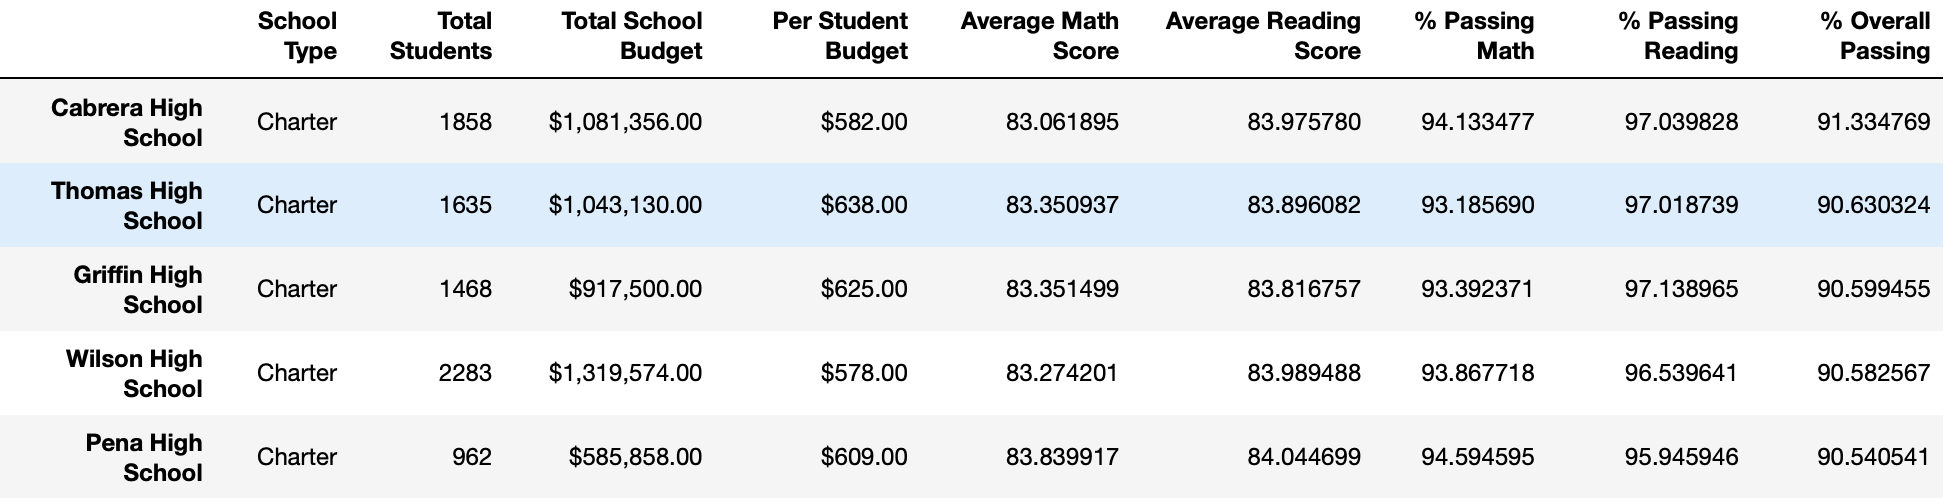 School Type Total Students Total School Budget Per Student Budget Average Math Score Average Reading Score % Passing Math % Passing Reading % Overall Passing
Cabrera High School Charter 1858 $1,081,356.00 $582.00 83.061895 83.975780 94.133477 97.039828 91.334769
Thomas High School Charter 1635 $1,043,130.00 $638.00 83.350937 83.896082 93.185690 97.018739 90.630324
Griffin High School Charter 1468 $917,500.00 $625.00 83.351499 83.816757 93.392371 97.138965 90.599455
Wilson High School Charter 2283 $1,319,574.00 $578.00 83.274201 83.989488 93.867718 96.539641 90.582567
Pena High School Charter 962 $585,858.00 $609.00 83.839917 84.044699 94.594595 95.945946 90.540541